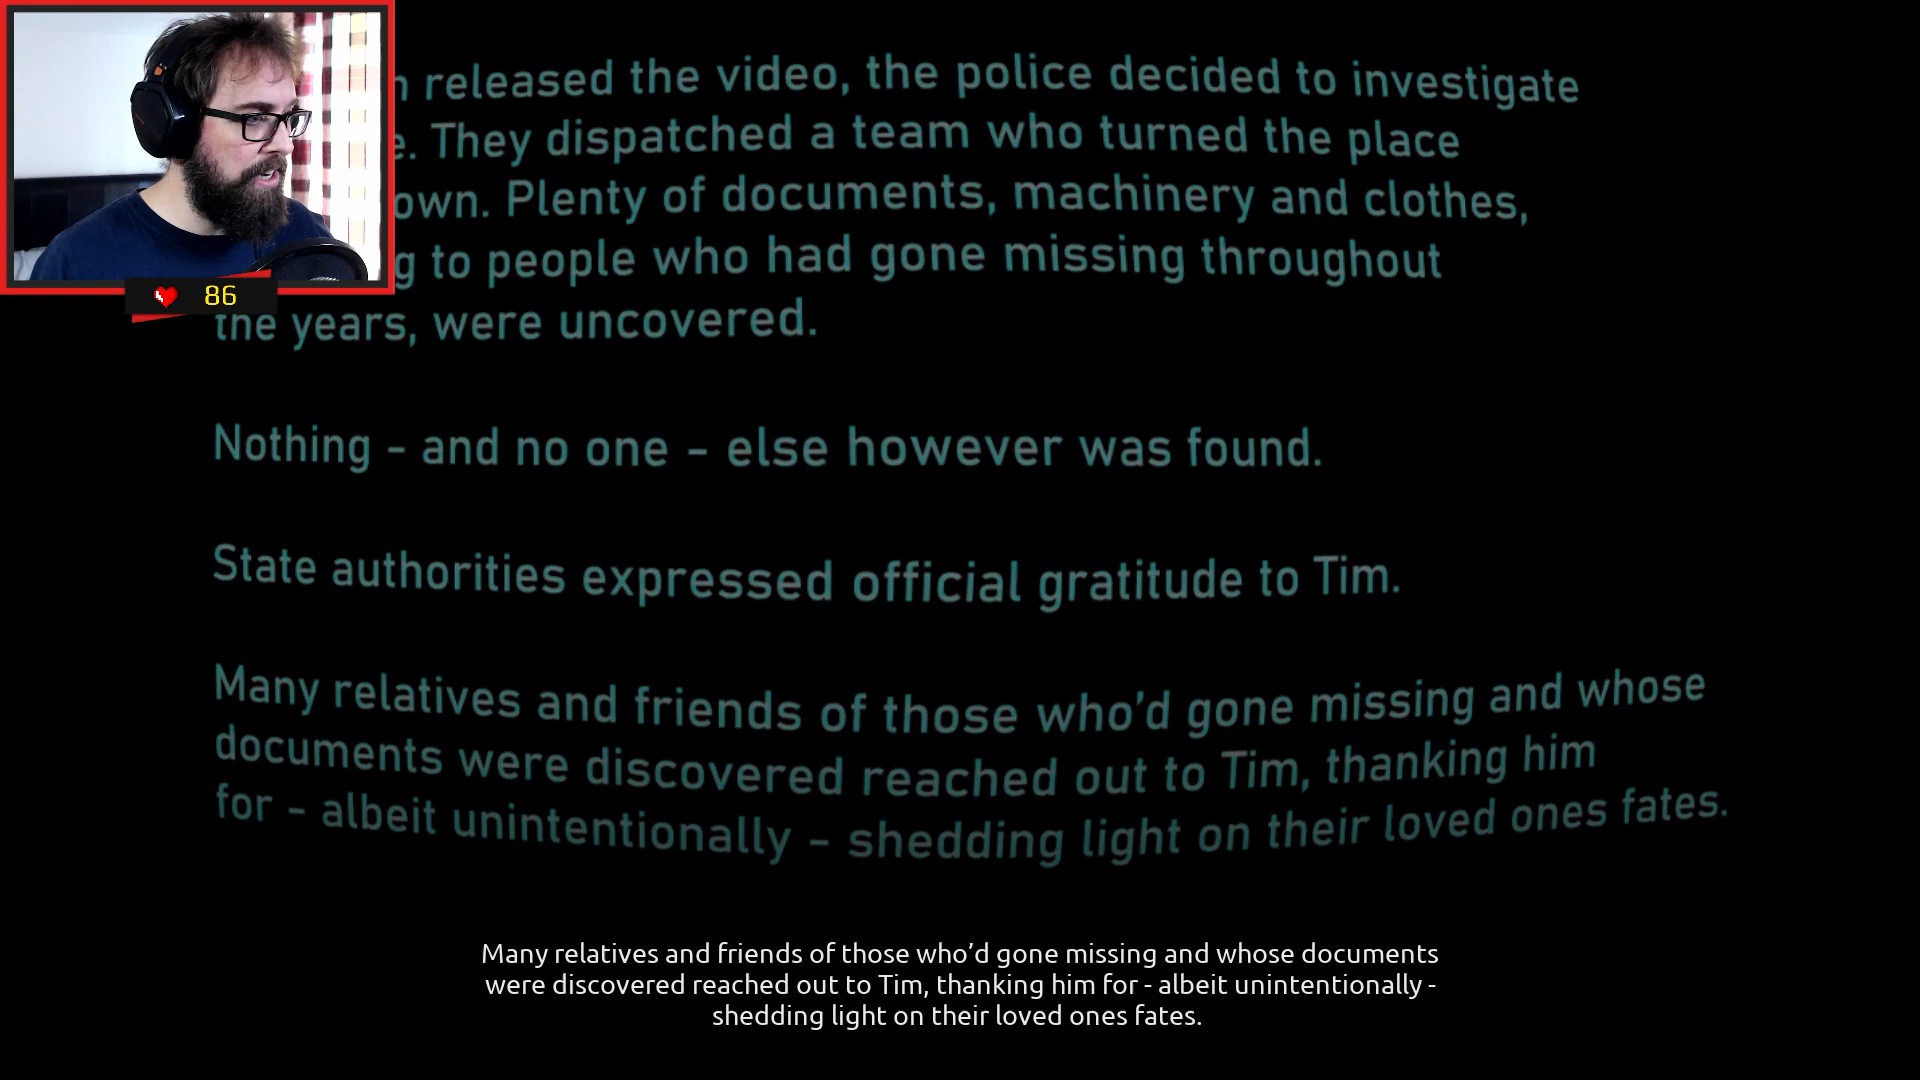 released the video, the police decided to investigate
They dispatched a team who turned the place
Plenty of documents, machinery and clothes,
to people who had gone missing throughout
86
the years, were uncovered.
Nothing - and no one - else however was found.
State authorities expressed official gratitude to Tim.
Many relatives and friends of those who'd gone missing and whose
documents were discovered reached out to Tim, thanking him
for - albeit unintentionally - shedding light on their loved ones fates.
Many relatives and friends of those who'd gone missing and whose documents
were discovered reached out to Tim, thanking him for - albeit unintentionally -
shedding light on their loved ones fates.